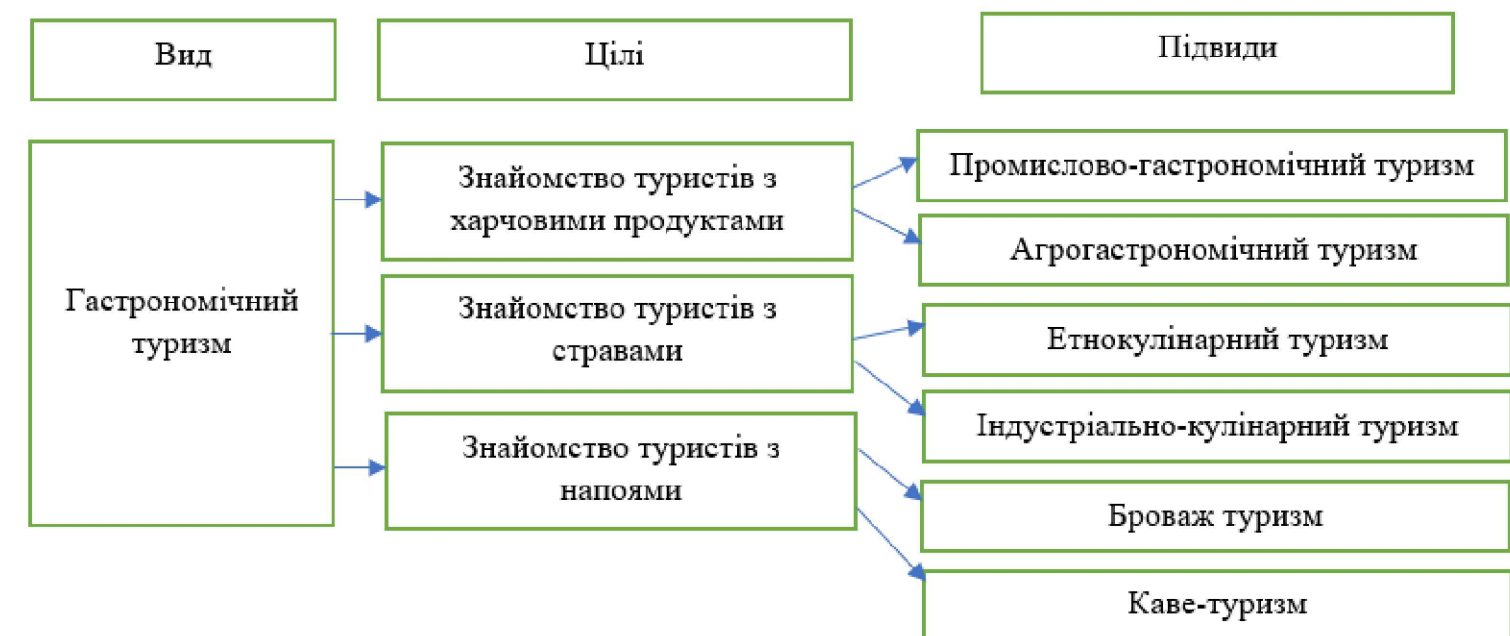 Вид
Цілі
Підвиди
Гастрономічний
туризм
Знайомство туристів з
харчовими продуктами
Знайомство туристів з
стравами
Знайомство туристів з
напоями
Промислово-гастрономічний туризм
Агрогастрономічний туризм
Етнокулінарний туризм
Індустріально-кулінарний туризм
Броваж туризм
Каве-туризм